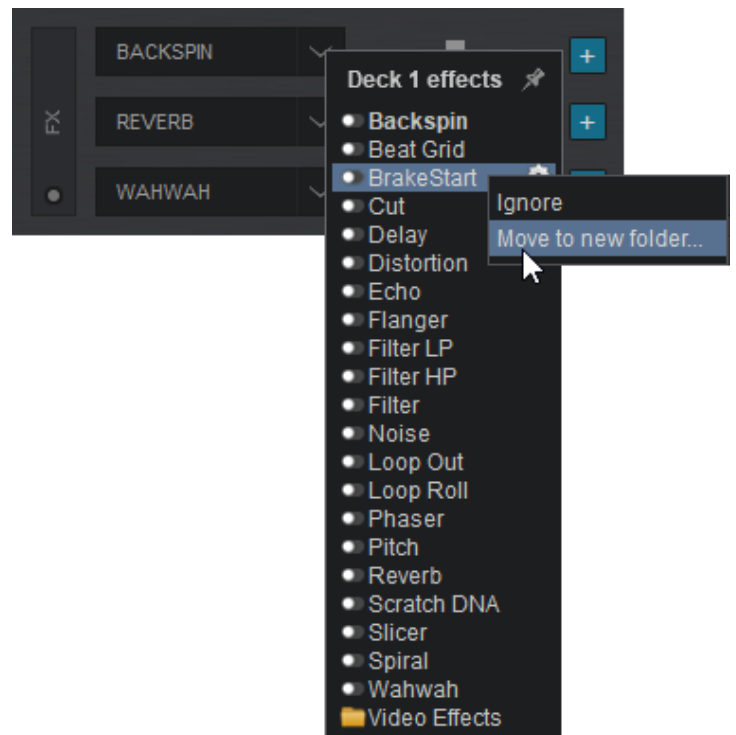 BACKSPIN
FX
REVERB
WAHWAH
+
+
Deck 1 effects
Backspin
Beat Grid
BrakeStart
Cut
Delay
Distortion
Echo
Flanger
Filter LP
Filter HP
Filter
Noise
Loop Out
Loop Roll
Phaser
Pitch
Reverb
Scratch DNA
Slicer
Spiral
Wahwah
Video Effects
Ignore
Move to new folder...